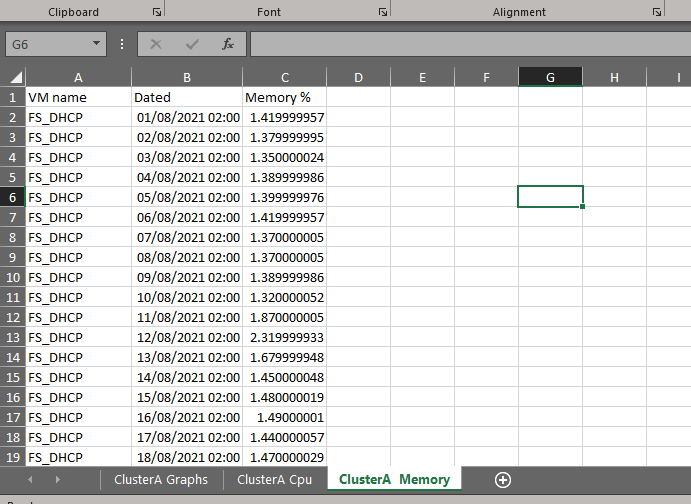 Clipboard Font Alignment
G6 fx
A B C D E F G H I
1 VM name Dated Memory %
2 FS_DHCP 01/08/2021 02:00 1.419999957
3 FS_DHCP 02/08/2021 02:00 1.379999995
4 FS_DHCP 03/08/2021 02:00 1.350000024
5 FS_DHCP 04/08/2021 02:00 1.389999986
6 FS_DHCP 05/08/2021 02:00 1.399999976
7 FS_DHCP 06/08/2021 02:00 1.419999957
8 FS_DHCP 07/08/2021 02:00 1.370000005
9 FS_DHCP 08/08/2021 02:00 1.370000005
10 FS_DHCP 09/08/2021 02:00 1.389999986
11 FS_DHCP 10/08/2021 02:00 1.320000052
12 FS_DHCP 11/08/2021 02:00 1.870000005
13 FS_DHCP 12/08/2021 02:00 2.319999933
14 FS_DHCP 13/08/2021 02:00 1.679999948
15 FS_DHCP 14/08/2021 02:00 1.450000048
16 FS_DHCP 15/08/2021 02:00 1.480000019
17 FS_DHCP 16/08/2021 02:00 1.49000001
18 FS_DHCP 17/08/2021 02:00 1.440000057
19 FS_DHCP 18/08/2021 02:00 1.470000029
ClusterA Graphs ClusterA Cpu ClusterA Memory